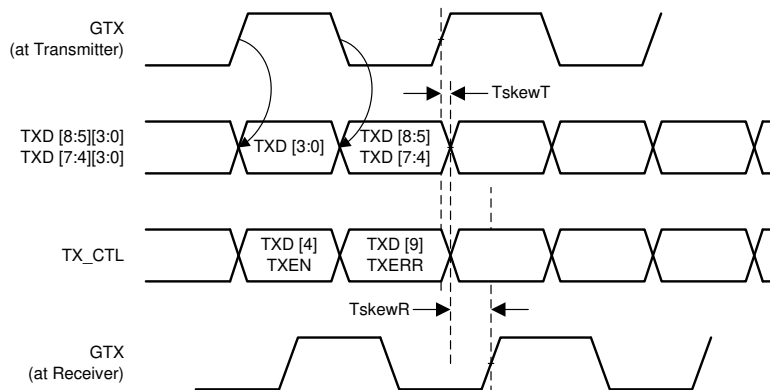 GTX
(at Transmitter)
TskewT
TXD [8:5][3:0]
TXD [7:4][3:0]
TXD [3:0]
TXD [8:5]
TXD [7:4]
TX_CTL
TXD [4]
TXEN
TXD [9]
TXERR
TskewR
GTX
(at Receiver)